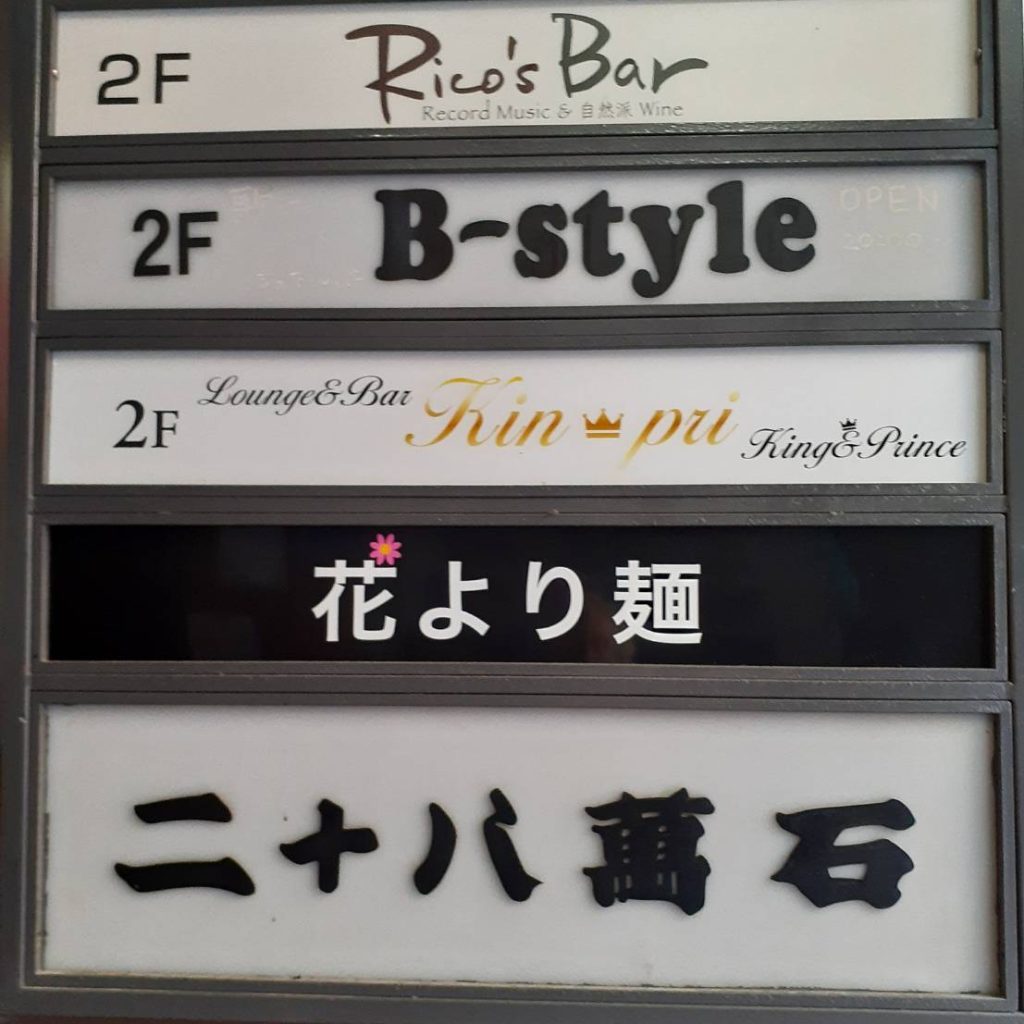 2F Rico's Bar
Record Music & 自然派 Wine
2F B-style OPEN
2F Lounge&Bar Kin pri King&Prince
花より麺
二十八萬石